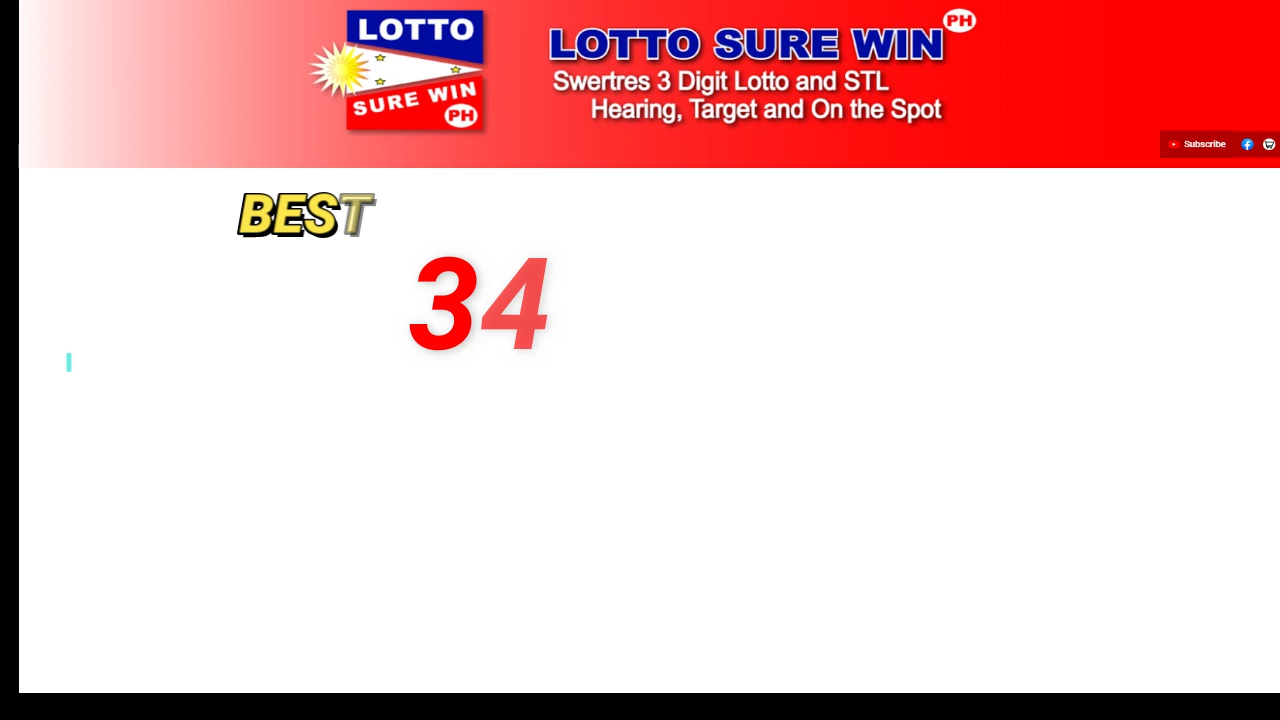 LOTTO
SURE WIN
PH
LOTTO SURE WIN PH
Swertres 3 Digit Lotto and STL
Hearing, Target and On the Spot
Subscribe
BEST
34